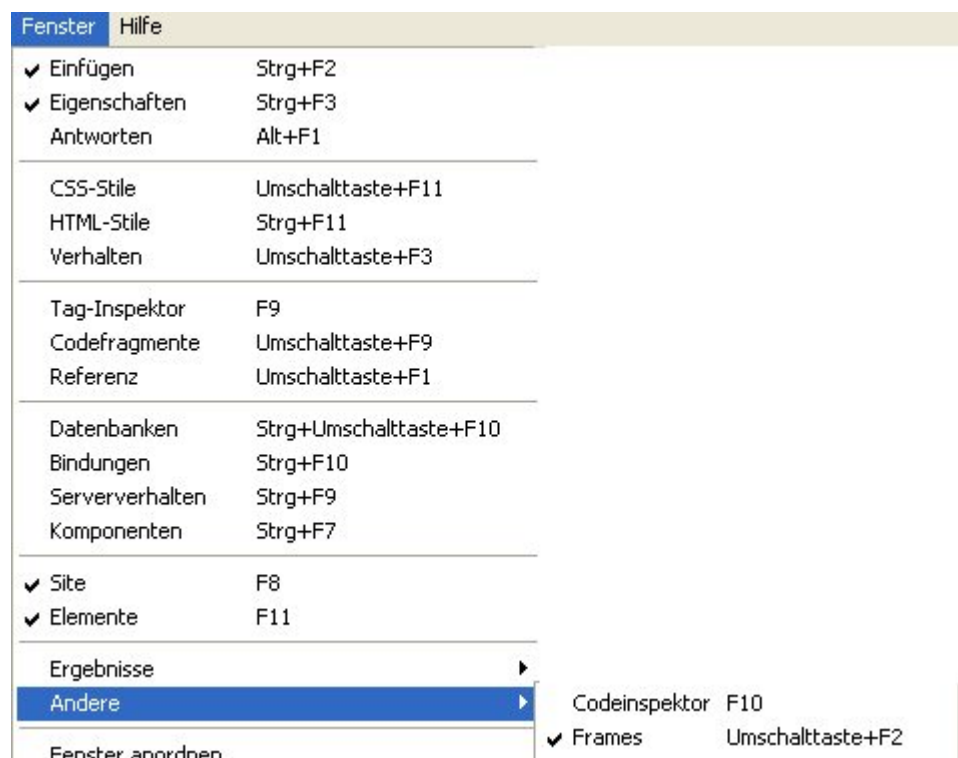 Fenster Hilfe
✔ Einfügen Strg+F2
✔ Eigenschaften Strg+F3
Antworten Alt+F1
CSS-Stile Umschalttaste+F11
HTML-Stile Strg+F11
Verhalten Umschalttaste+F3
Tag-Inspektor F9
Codefragmente Umschalttaste+F9
Referenz Umschalttaste+F1
Datenbanken Strg+Umschalttaste+F10
Bindungen Strg+F10
Serververhalten Strg+F9
Komponenten Strg+F7
✔ Site F8
✔ Elemente F11
Ergebnisse
Andere
Codeinspektor F10
✔ Frames Umschalttaste+F2
Fenster anordnen